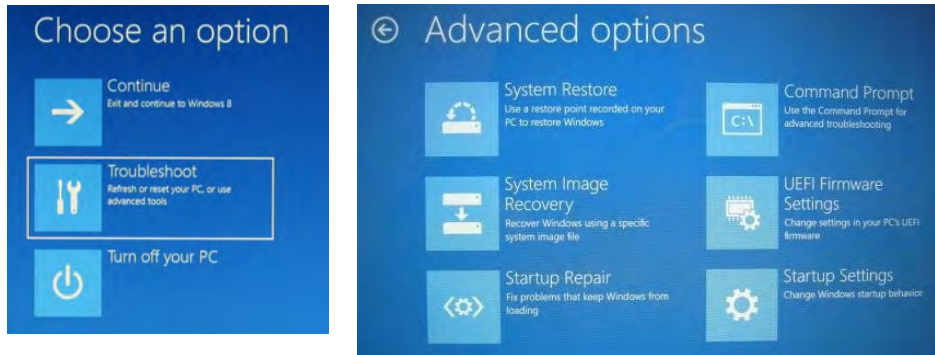 Choose an option
Continue
Exit and continue to Windows 8
Troubleshoot
Refresh or reset your PC, or use
advanced tools
Turn off your PC
Advanced options
System Restore
Use a restore point recorded on your
PC to restore Windows
System Image
Recovery
Recover Windows using a specific
system image file
Startup Repair
Fix problems that keep Windows from
loading
Command Prompt
Use the Command Prompt for
advanced troubleshooting
C:\
UEFI Firmware
Settings
Change settings in your PC's UEFI
firmware
Startup Settings
Change Windows startup behavior